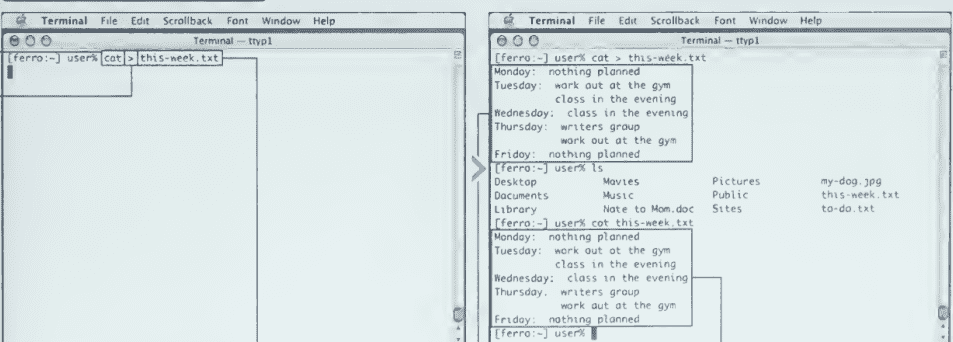 Terminal File Edit Scrollback Font Window Help
Terminal — ttyp1
[ferro:~] user% cat > this-week.txt
Terminal File Edit Scrollback Font Window Help
Terminal — ttyp1
[ferro:~] user% cat > this-week.txt
Monday: nothing planned
Tuesday: work out at the gym
class in the evening
Wednesday: class in the evening
Thursday: writers group
work out at the gym
Friday: nothing planned
[ferro:~] user% ls
Desktop Movies Pictures my-dog.jpg
Documents Music Public this-week.txt
Library Note to Mom.doc Sites to-do.txt
[ferro:~] user% cat this-week.txt
Monday: nothing planned
Tuesday: work out at the gym
class in the evening
Wednesday: class in the evening
Thursday: writers group
work out at the gym
Friday: nothing planned
[ferro:~] user%